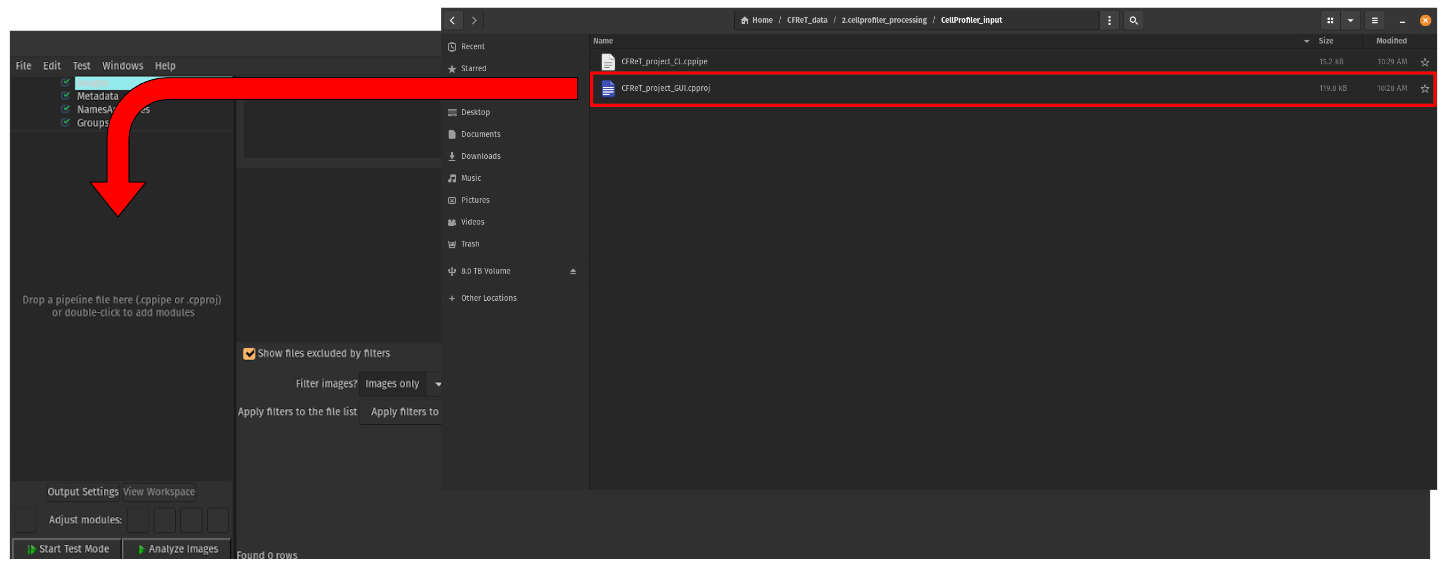 Home / CFReT_data / 2.cellprofiler_processing / CellProfiler_input
Name Size Modified
Recent
Starred
Desktop
Documents
Downloads
Music
Pictures
Videos
Trash
8.0 TB Volume
+ Other Locations
CFReT_project_CL.cppipe 15.2 kB 10:29 AM
CFReT_project_GUI.cpproj 119.8 kB 10:28 AM
File Edit Test Windows Help
Metadata
Groups
Drop a pipeline file here (.cppipe or .cpproj)
or double-click to add modules
Show files excluded by filters
Filter images? Images only
Apply filters to the file list Apply filters to
Output Settings View Workspace
Adjust modules:
Start Test Mode Analyze Images
Found 0 rows